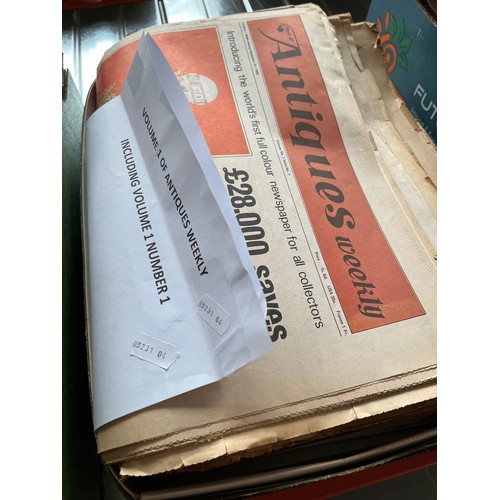 Antiques weekly
Introducing the world's first full colour newspaper for all collectors
£28,000 saves
VOLUME 1 OF ANTIQUES WEEKLY
INCLUDING VOLUME 1 NUMBER 1
05231 04
05231 04
FUT